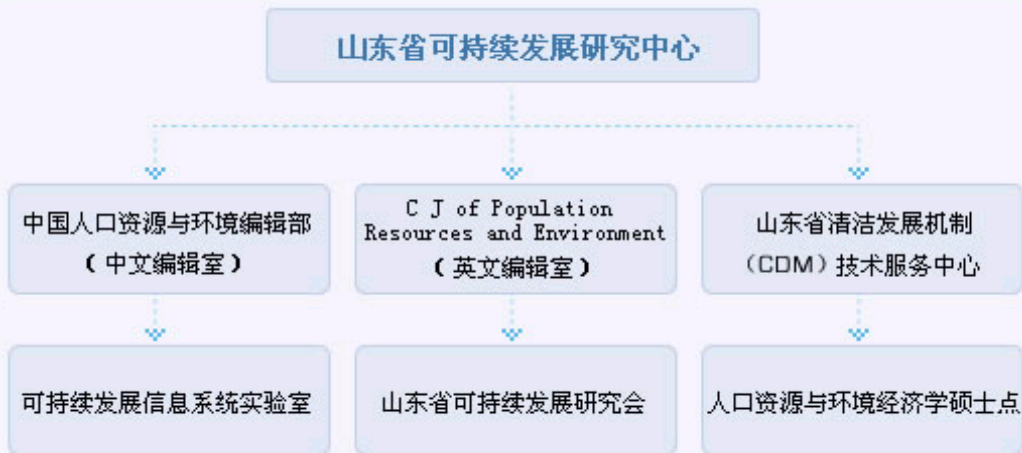 山东省可持续发展研究中心
中国人口资源与环境编辑部
（中文编辑室）
C J of Population
Resources and Environment
（英文编辑室）
山东省清洁发展机制
（CDM）技术服务中心
可持续发展信息系统实验室
山东省可持续发展研究会
人口资源与环境经济学硕士点